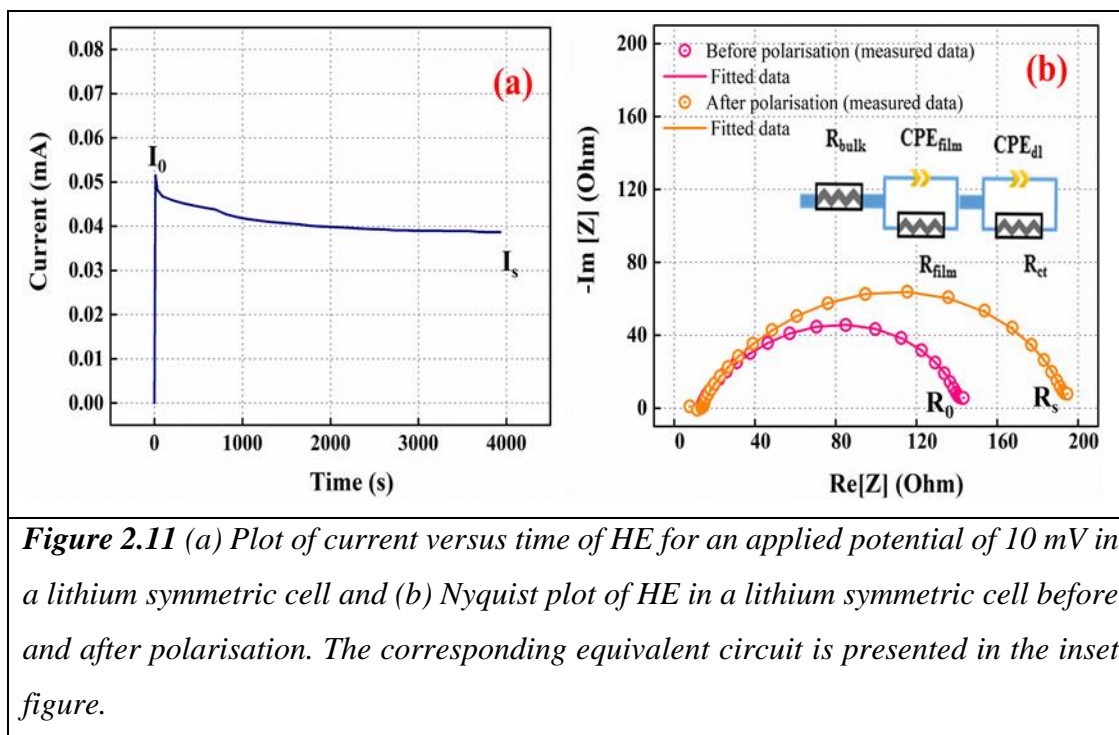 (a)
I0
Is
0.08
0.07
0.06
0.05
0.04
0.03
0.02
0.01
0.00
Current (mA)
0 1000 2000 3000 4000
Time (s)
(b)
Before polarisation (measured data)
Fitted data
After polarisation (measured data)
Fitted data
Rbulk CPEfilm CPEdl
Rfilm Rct
R0 Rs
200
160
120
80
40
0
-Im [Z] (Ohm)
0 40 80 120 160 200
Re[Z] (Ohm)
Figure 2.11 (a) Plot of current versus time of HE for an applied potential of 10 mV in
a lithium symmetric cell and (b) Nyquist plot of HE in a lithium symmetric cell before
and after polarisation. The corresponding equivalent circuit is presented in the inset
figure.